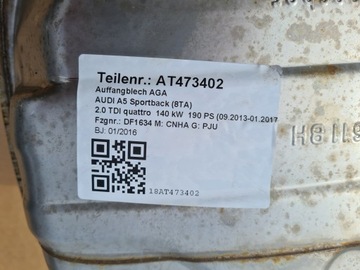 Teilenr.: AT473402
Auffangblech AGA
AUDI A5 Sportback (8TA)
2.0 TDI quattro 140 kW 190 PS (09.2013-01.2017
Fzgnr.: DF1634 M: CNHA G: PJU
BJ: 01/2016
18AT473402